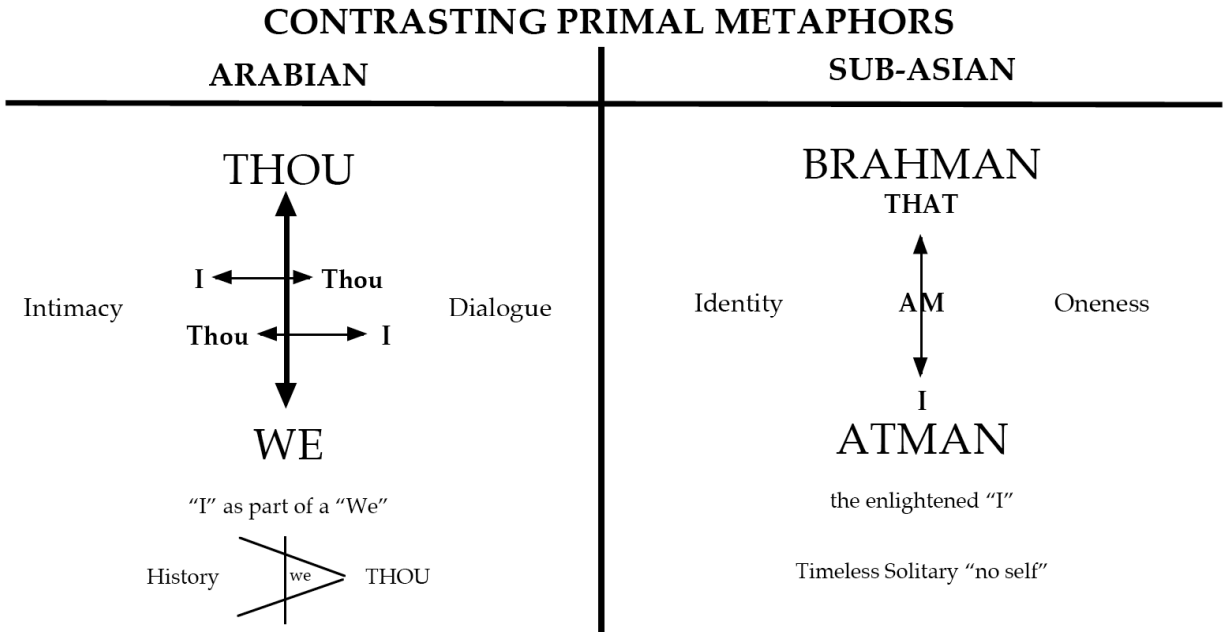 CONTRASTING PRIMAL METAPHORS
ARABIAN
THOU
I Thou
Intimacy Dialogue
Thou I
WE
“I” as part of a “We”
History we THOU
SUB-ASIAN
BRAHMAN
THAT
Identity AM Oneness
I
ATMAN
the enlightened “I”
Timeless Solitary “no self”